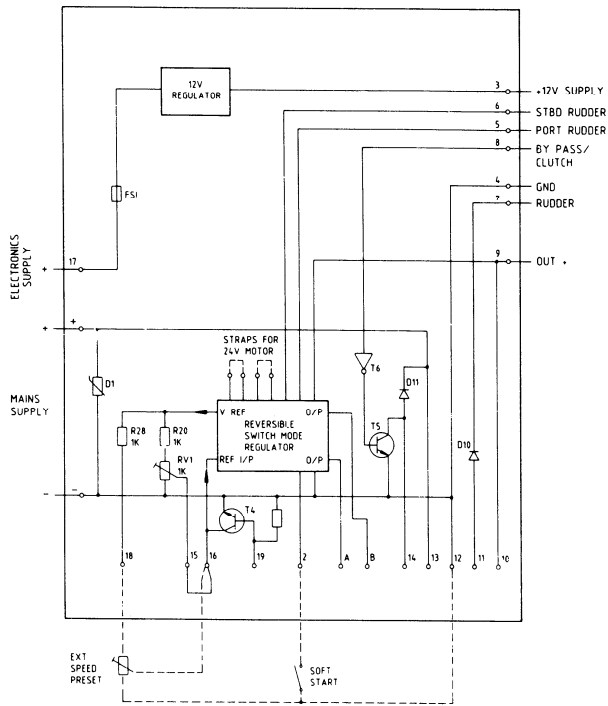 12V
REGULATOR
3
+12V SUPPLY
6
STBD RUDDER
5
PORT RUDDER
8
BY PASS/
CLUTCH
4
GND
7
RUDDER
9
OUT +
FS1
ELECTRONICS
SUPPLY
+
17
+
+
MAINS
SUPPLY
D1
STRAPS FOR
24V MOTOR
T6
D11
V REF
O/P
REVERSIBLE
SWITCH MODE
REGULATOR
REF I/P
O/P
R28
1K
R20
1K
RV1
1K
T5
D10
T4
-
-
18
15
16
19
2
A
B
14
13
12
11
10
EXT
SPEED
PRESET
SOFT
START